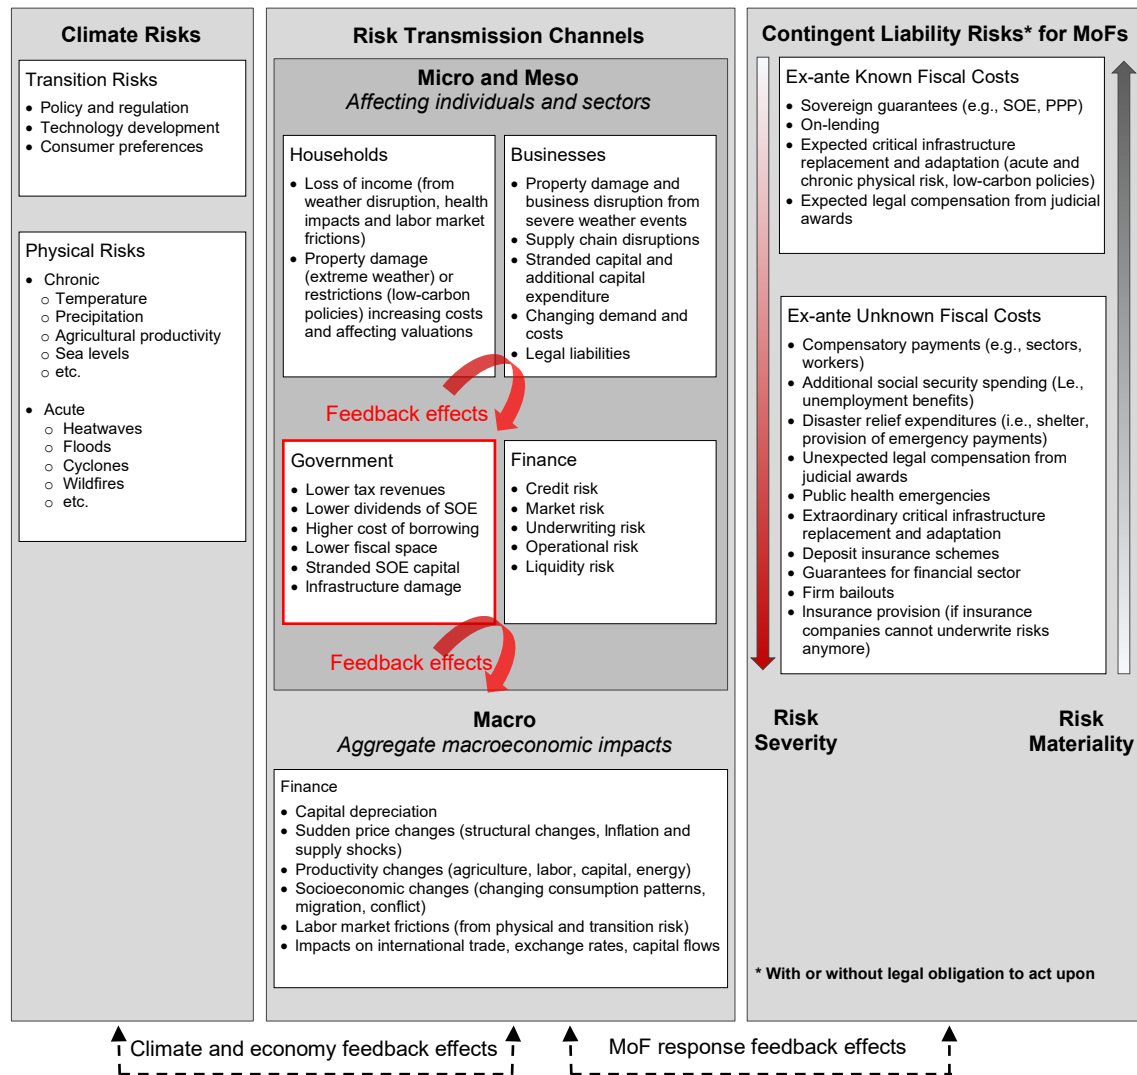 Climate Risks
Transition Risks
• Policy and regulation
• Technology development
• Consumer preferences
Physical Risks
• Chronic
o Temperature
o Precipitation
o Agricultural productivity
o Sea levels
o etc.
• Acute
o Heatwaves
o Floods
o Cyclones
o Wildfires
o etc.
Risk Transmission Channels
Micro and Meso
Affecting individuals and sectors
Households
• Loss of income (from
weather disruption, health
impacts and labor market
frictions)
• Property damage
(extreme weather) or
restrictions (low-carbon
policies) increasing costs
and affecting valuations
Businesses
• Property damage and
business disruption from
severe weather events
• Supply chain disruptions
• Stranded capital and
additional capital
expenditure
• Changing demand and
costs
• Legal liabilities
Feedback effects
Government
• Lower tax revenues
• Lower dividends of SOE
• Higher cost of borrowing
• Lower fiscal space
• Stranded SOE capital
• Infrastructure damage
Finance
• Credit risk
• Market risk
• Underwriting risk
• Operational risk
• Liquidity risk
Feedback effects
Macro
Aggregate macroeconomic impacts
Finance
• Capital depreciation
• Sudden price changes (structural changes, Inflation and
supply shocks)
• Productivity changes (agriculture, labor, capital, energy)
• Socioeconomic changes (changing consumption patterns,
migration, conflict)
• Labor market frictions (from physical and transition risk)
• Impacts on international trade, exchange rates, capital flows
Contingent Liability Risks* for MoFs
Ex-ante Known Fiscal Costs
• Sovereign guarantees (e.g., SOE, PPP)
• On-lending
• Expected critical infrastructure
replacement and adaptation (acute and
chronic physical risk, low-carbon policies)
• Expected legal compensation from judicial
awards
Ex-ante Unknown Fiscal Costs
• Compensatory payments (e.g., sectors,
workers)
• Additional social security spending (Le.,
unemployment benefits)
• Disaster relief expenditures (i.e., shelter,
provision of emergency payments)
• Unexpected legal compensation from
judicial awards
• Public health emergencies
• Extraordinary critical infrastructure
replacement and adaptation
• Deposit insurance schemes
• Guarantees for financial sector
• Firm bailouts
• Insurance provision (if insurance
companies cannot underwrite risks
anymore)
Risk
Severity
Risk
Materiality
* With or without legal obligation to act upon
Climate and economy feedback effects
MoF response feedback effects